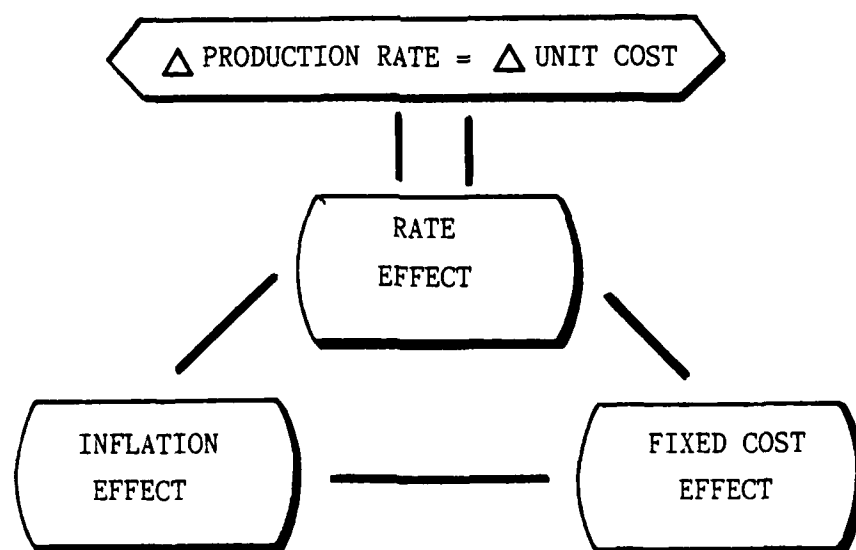 △ PRODUCTION RATE = △ UNIT COST
RATE
EFFECT
INFLATION
EFFECT
FIXED COST
EFFECT